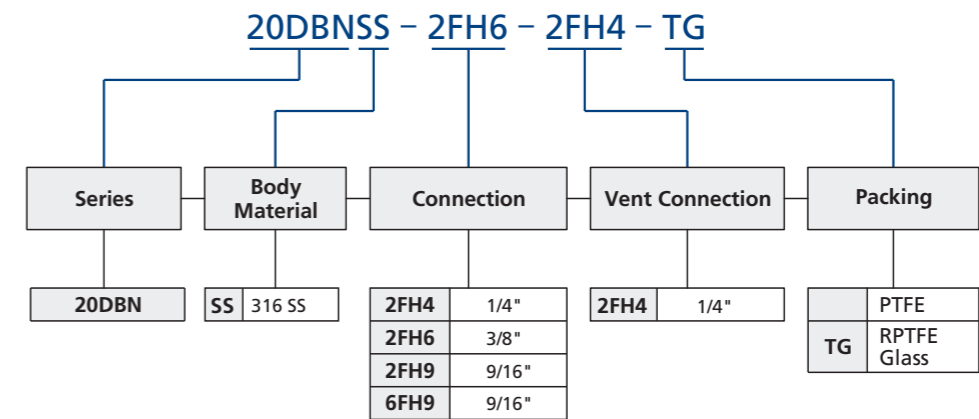 20DBNSS – 2FH6 – 2FH4 – TG
Series
Body
Material
Connection
Vent Connection
Packing
20DBN
SS 316 SS
2FH4 1/4"
2FH6 3/8"
2FH9 9/16"
6FH9 9/16"
2FH4 1/4"
PTFE
TG RPTFE
Glass